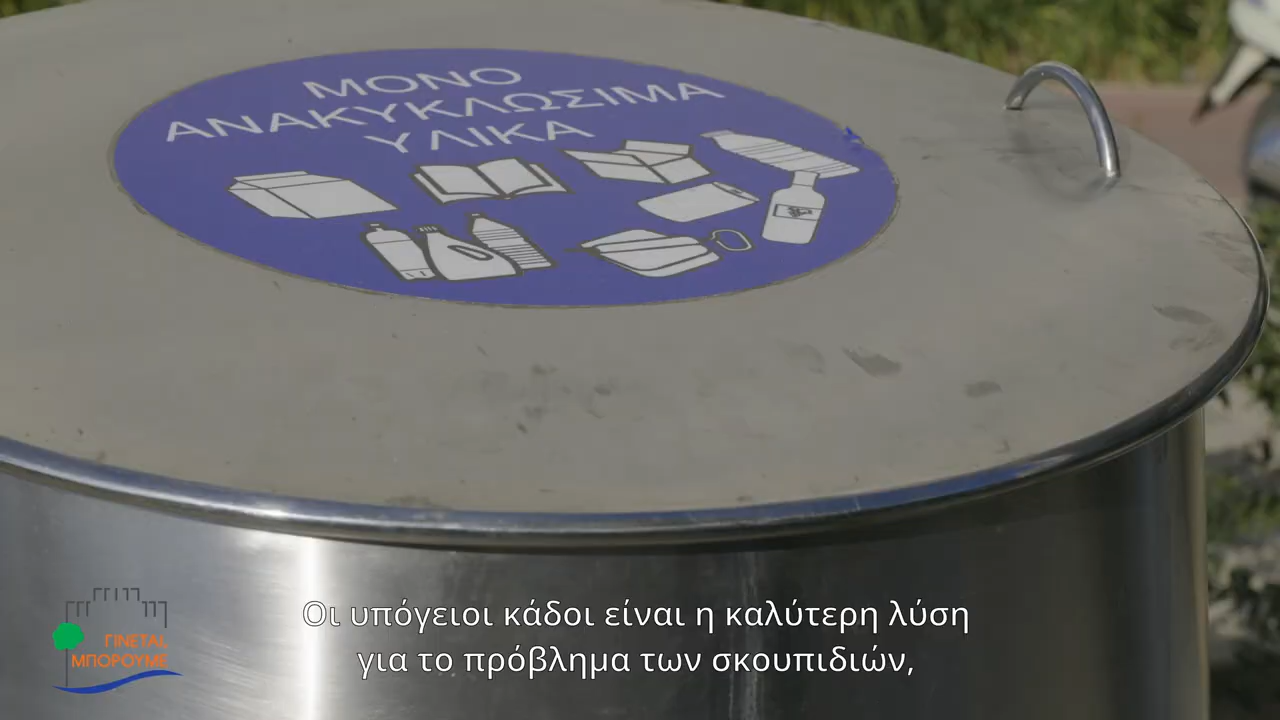 ΜΟΝΟ
ΑΝΑΚΥΚΛΩΣΙΜΑ
ΥΛΙΚΑ
ΓΙΝΕΤΑΙ,
ΜΠΟΡΟΥΜΕ
Οι υπόγειοι κάδοι είναι η καλύτερη λύση
για το πρόβλημα των σκουπιδιών,